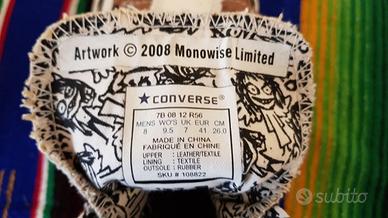 Artwork © 2008 Monowise Limited
★CONVERSE®
7B 08 12 R56
MENS WO'S UK EUR CM
8 9.5 7 41 26.0
MADE IN CHINA
FABRIQUÉ EN CHINE
UPPER : LEATHER/TEXTILE
LINING : TEXTILE
OUTSOLE : RUBBER
SKU # 108822
subito